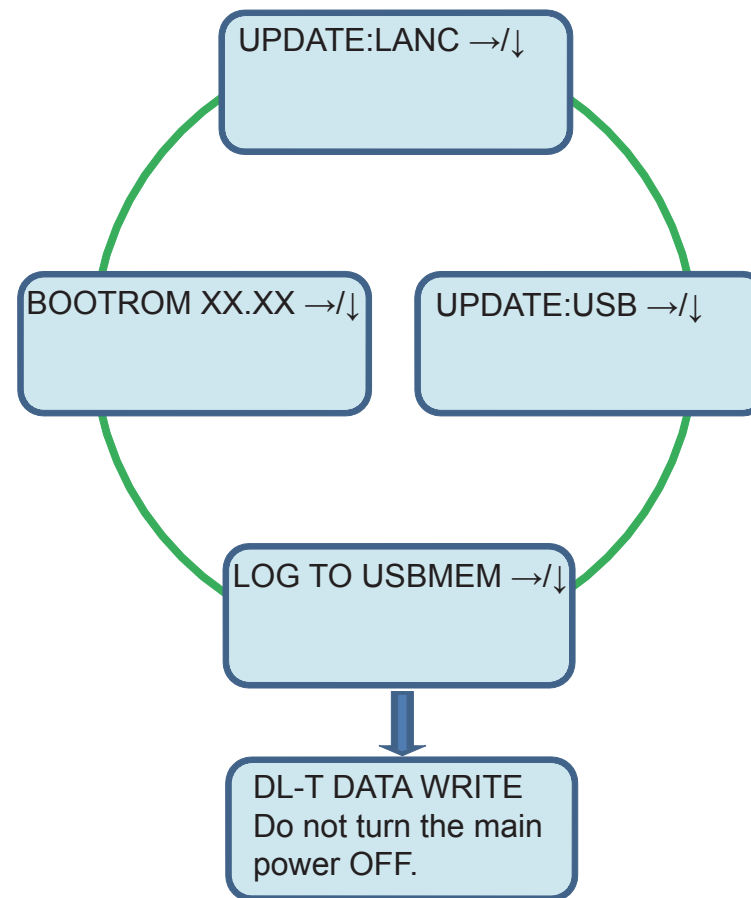 UPDATE:LANC →/↓
BOOTROM XX.XX →/↓
UPDATE:USB →/↓
LOG TO USBMEM →/↓
DL-T DATA WRITE
Do not turn the main
power OFF.